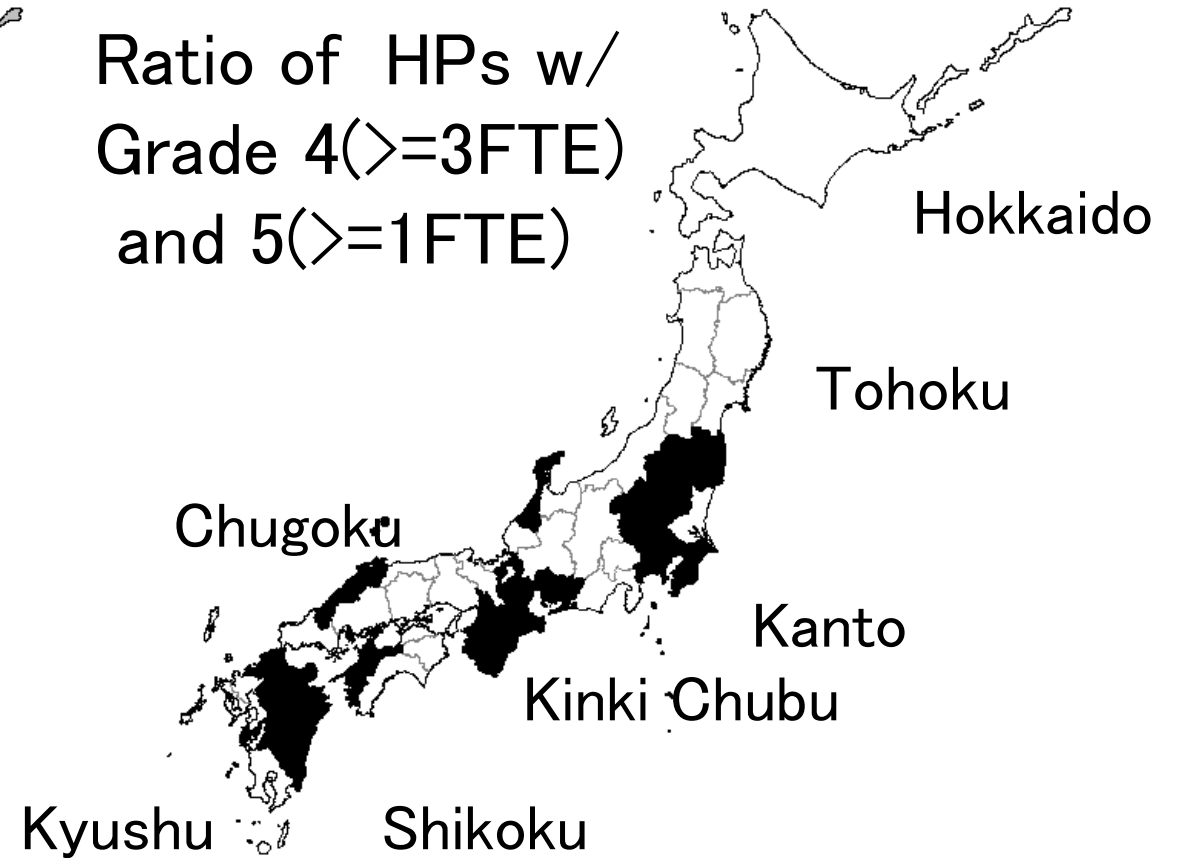 Ratio of HPs w/
Grade 4(>=3FTE)
and 5(>=1FTE)
Hokkaido
Tohoku
Chugoku
Kanto
Kinki Chubu
Kyushu
Shikoku